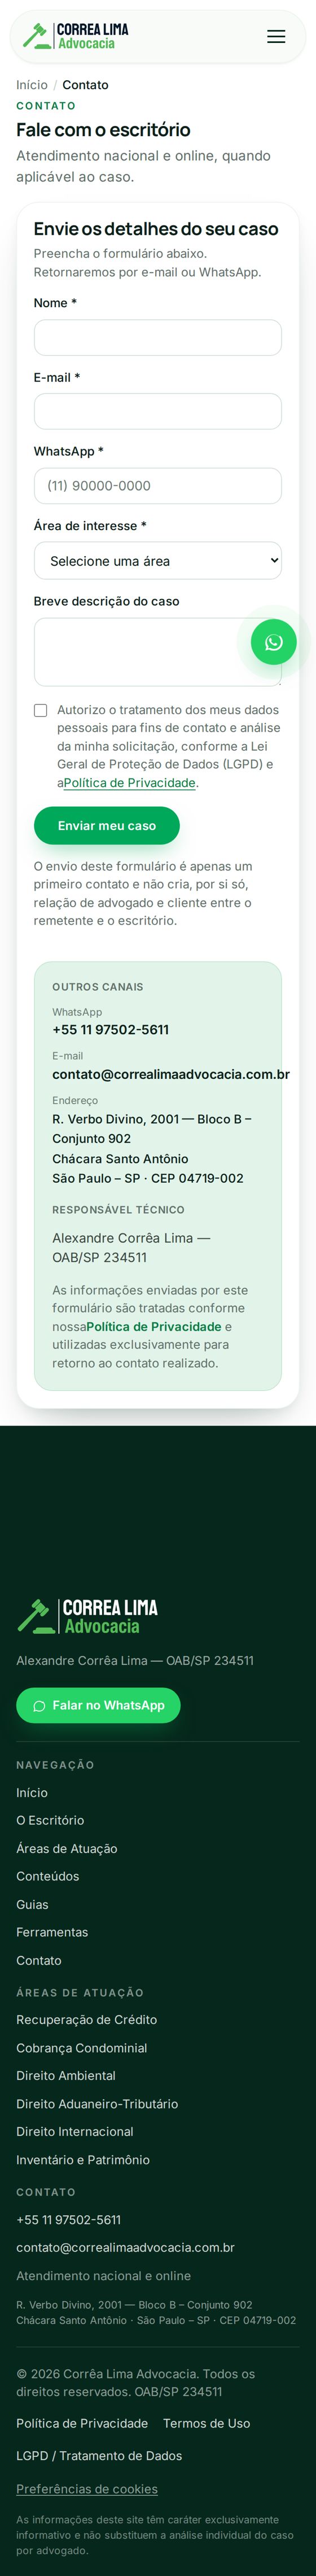 CORREA LIMA
Advocacia
Início / Contato
CONTATO
Fale com o escritório
Atendimento nacional e online, quando
aplicável ao caso.
Envie os detalhes do seu caso
Preencha o formulário abaixo.
Retornaremos por e-mail ou WhatsApp.
Nome *
E-mail *
WhatsApp *
(11) 90000-0000
Área de interesse *
Selecione uma área
Breve descrição do caso
Autorizo o tratamento dos meus dados
pessoais para fins de contato e análise
da minha solicitação, conforme a Lei
Geral de Proteção de Dados (LGPD) e
aPolítica de Privacidade.
Enviar meu caso
O envio deste formulário é apenas um
primeiro contato e não cria, por si só,
relação de advogado e cliente entre o
remetente e o escritório.
OUTROS CANAIS
WhatsApp
+55 11 97502-5611
E-mail
contato@correalimaadvocacia.com.br
Endereço
R. Verbo Divino, 2001 — Bloco B –
Conjunto 902
Chácara Santo Antônio
São Paulo – SP · CEP 04719-002
RESPONSÁVEL TÉCNICO
Alexandre Corrêa Lima —
OAB/SP 234511
As informações enviadas por este
formulário são tratadas conforme
nossaPolítica de Privacidade e
utilizadas exclusivamente para
retorno ao contato realizado.
CORREA LIMA
Advocacia
Alexandre Corrêa Lima — OAB/SP 234511
Falar no WhatsApp
NAVEGAÇÃO
Início
O Escritório
Áreas de Atuação
Conteúdos
Guias
Ferramentas
Contato
ÁREAS DE ATUAÇÃO
Recuperação de Crédito
Cobrança Condominial
Direito Ambiental
Direito Aduaneiro-Tributário
Direito Internacional
Inventário e Patrimônio
CONTATO
+55 11 97502-5611
contato@correalimaadvocacia.com.br
Atendimento nacional e online
R. Verbo Divino, 2001 — Bloco B – Conjunto 902
Chácara Santo Antônio · São Paulo – SP · CEP 04719-002
© 2026 Corrêa Lima Advocacia. Todos os
direitos reservados. OAB/SP 234511
Política de Privacidade Termos de Uso
LGPD / Tratamento de Dados
Preferências de cookies
As informações deste site têm caráter exclusivamente
informativo e não substituem a análise individual do caso
por advogado.